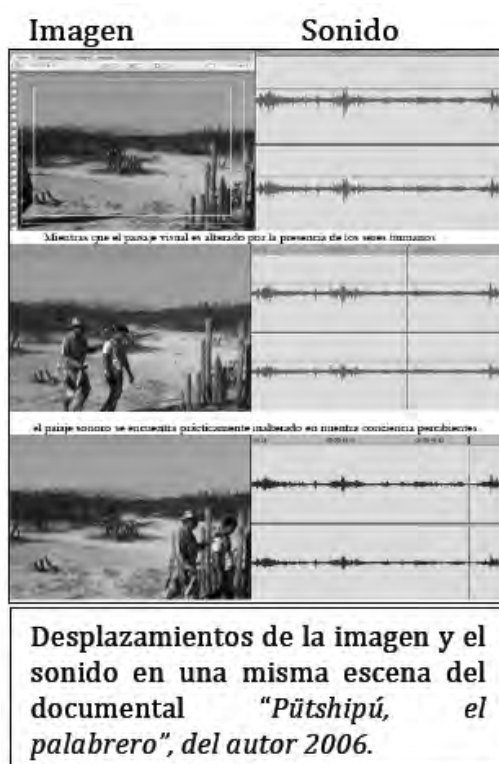 Imagen Sonido
Mientras que el paisaje visual es alterado por la presencia de los seres humanos
el paisaje sonoro se encuentra prácticamente inalterado en nuestra conciencia percibientes
Desplazamientos de la imagen y el
sonido en una misma escena del
documental "Pütshipú, el
palabrero", del autor 2006.